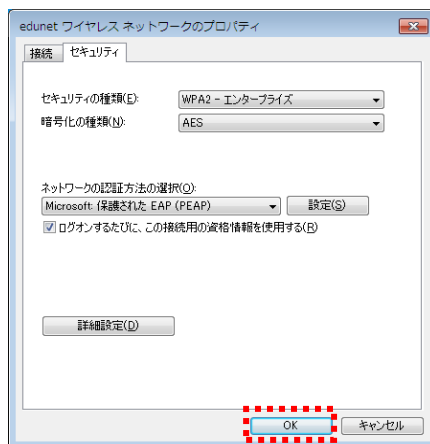 edunet ワイヤレス ネットワークのプロパティ
接続 セキュリティ
セキュリティの種類(E): WPA2 - エンタープライズ
暗号化の種類(N): AES
ネットワークの認証方法の選択(O):
Microsoft: 保護された EAP (PEAP) 設定(S)
ログオンするたびに、この接続用の資格情報を使用する(R)
詳細設定(D)
OK キャンセル